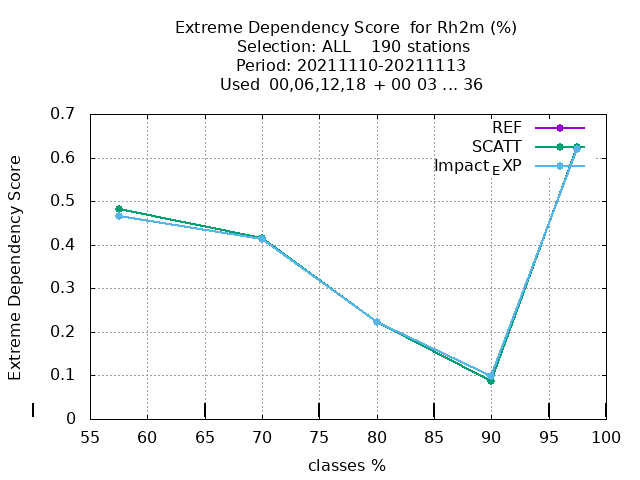 Extreme Dependency Score  for Rh2m (%)
Selection: ALL    190 stations
Period: 20211110-20211113
Used  00,06,12,18  + 00 03 ... 36
0.7
REF
SCATT
Impact_EXP
0.6
0.5
0.4
0.3
0.2
0.1
0
Extreme Dependency Score
55 60 65 70 75 80 85 90 95 100
classes %